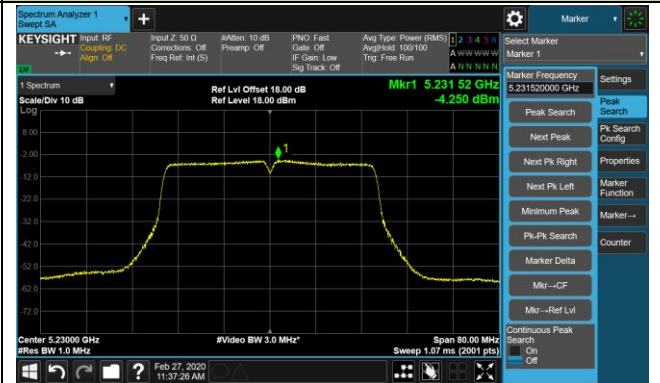 Spectrum Analyzer 1
Swept SA
Marker
KEYSIGHT
Input: RF
Coupling: DC
Align: Off
Input Z: 50 Ω
Corrections: Off
Freq Ref: Int (S)
#Atten: 10 dB
Preamp: Off
PNO: Fast
Gate: Off
IF Gain: Low
Sig Track: Off
Avg Type: Power (RMS)
Avg|Hold: 100/100
Trig: Free Run
1 2 3 4 5 6
A W W W W W
A N N N N N
Select Marker
Marker 1
1 Spectrum
Scale/Div 10 dB
Log
Ref Lvl Offset 18.00 dB
Ref Level 18.00 dBm
Mkr1 5.231 52 GHz
-4.250 dBm
8.00
-2.00
-12.0
-22.0
-32.0
-42.0
-52.0
-62.0
-72.0
1
Center 5.23000 GHz
#Res BW 1.0 MHz
#Video BW 3.0 MHz*
Span 80.00 MHz
Sweep 1.07 ms (2001 pts)
Marker Frequency
5.231520000 GHz
Peak Search
Next Peak
Next Pk Right
Next Pk Left
Minimum Peak
Pk-Pk Search
Marker Delta
Mkr→CF
Mkr→Ref Lvl
Continuous Peak
Search
On
Off
Settings
Peak
Search
Pk Search
Config
Properties
Marker
Function
Marker→
Counter
?
Feb 27, 2020
11:37:26 AM